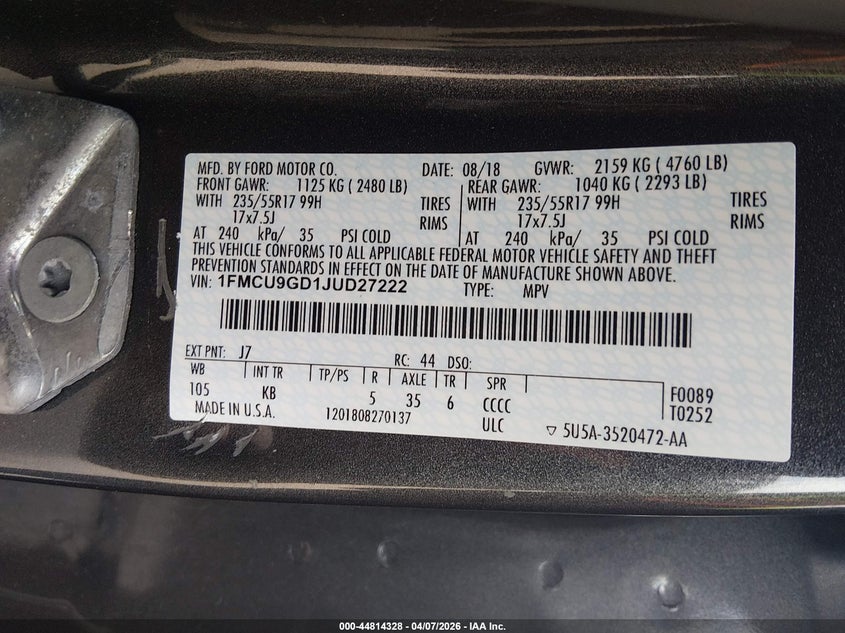 MFD. BY FORD MOTOR CO. DATE: 08/18 GVWR: 2159 KG ( 4760 LB)
FRONT GAWR: 1125 KG ( 2480 LB) REAR GAWR: 1040 KG ( 2293 LB)
WITH 235/55R17 99H TIRES WITH 235/55R17 99H TIRES
17x7.5J RIMS 17x7.5J RIMS
AT 240 kPa/ 35 PSI COLD AT 240 kPa/ 35 PSI COLD
THIS VEHICLE CONFORMS TO ALL APPLICABLE FEDERAL MOTOR VEHICLE SAFETY AND THEFT
PREVENTION STANDARDS IN EFFECT ON THE DATE OF MANUFACTURE SHOWN ABOVE.
VIN: 1FMCU9GD1JUD27222 TYPE: MPV
EXT PNT: J7 RC: 44 DSO:
WB INT TR TP/PS R AXLE TR SPR F0089
105 KB 5 35 6 CCCC T0252
MADE IN U.S.A. 1201808270137 ULC ▽ 5U5A-3520472-AA
000-44814328 - 04/07/2026 - IAA Inc.